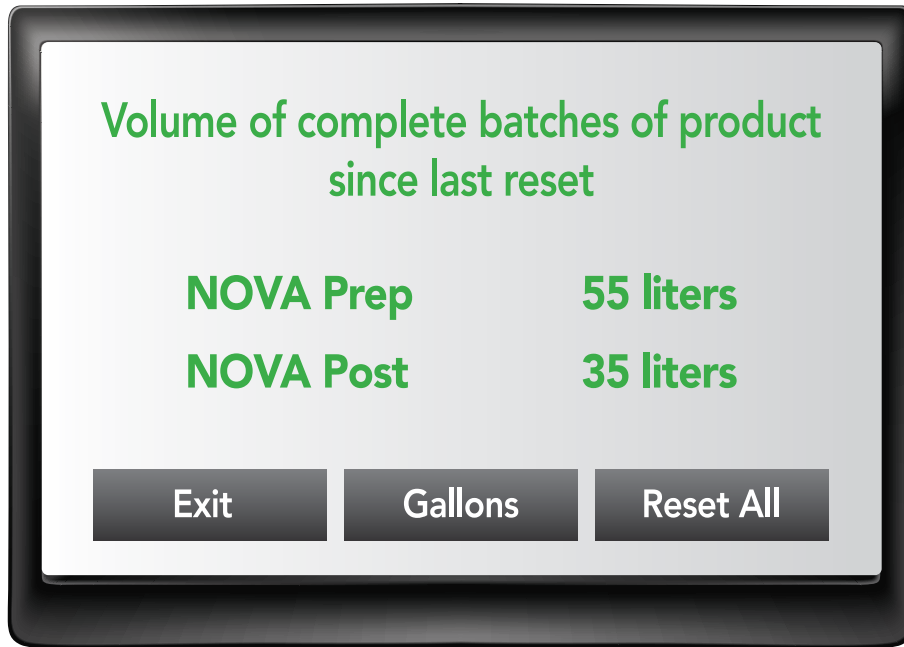 Volume of complete batches of product
since last reset
NOVA Prep 55 liters
NOVA Post 35 liters
Exit Gallons Reset All